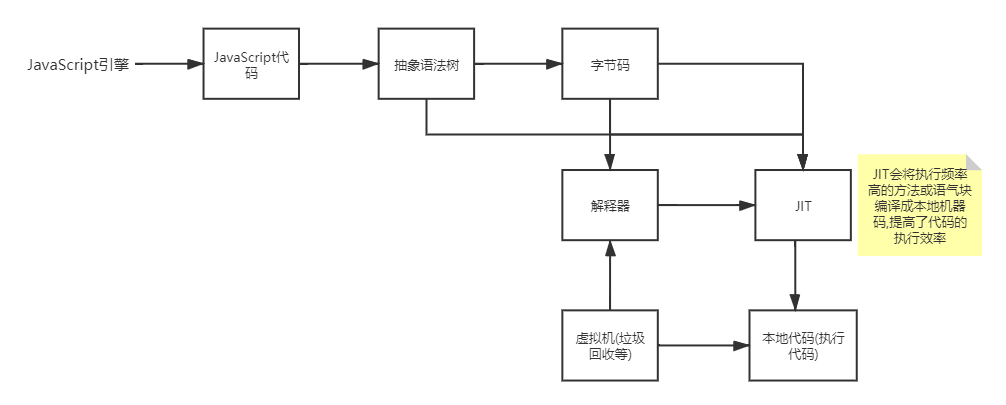 JavaScript引擎
JavaScript代
码
抽象语法树
字节码
解释器
JIT
JIT会将执行频率
高的方法或语气块
编译成本地机器
码,提高了代码的
执行效率
虚拟机(垃圾
回收等)
本地代码(执行
代码)